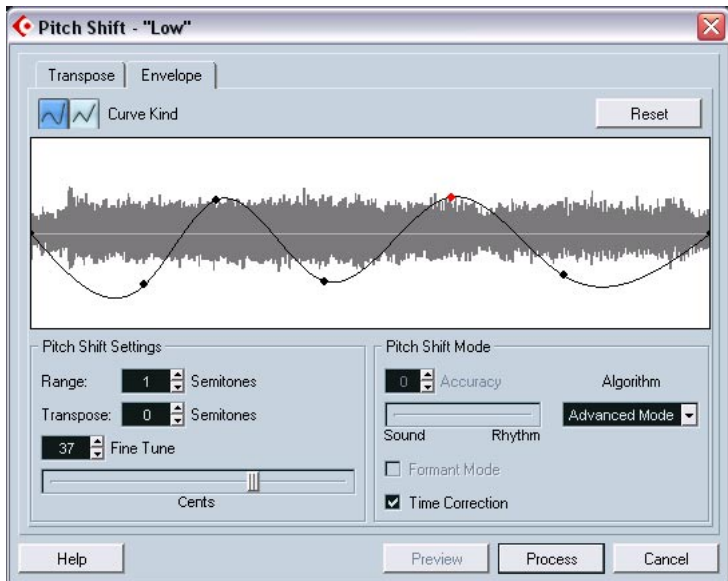 Pitch Shift - "Low"
Transpose Envelope
Curve Kind Reset
Pitch Shift Settings Pitch Shift Mode
Range: 1 Semitones 0 Accuracy Algorithm
Transpose: 0 Semitones Advanced Mode
Sound Rhythm
37 Fine Tune
Formant Mode
Cents Time Correction
Help Preview Process Cancel